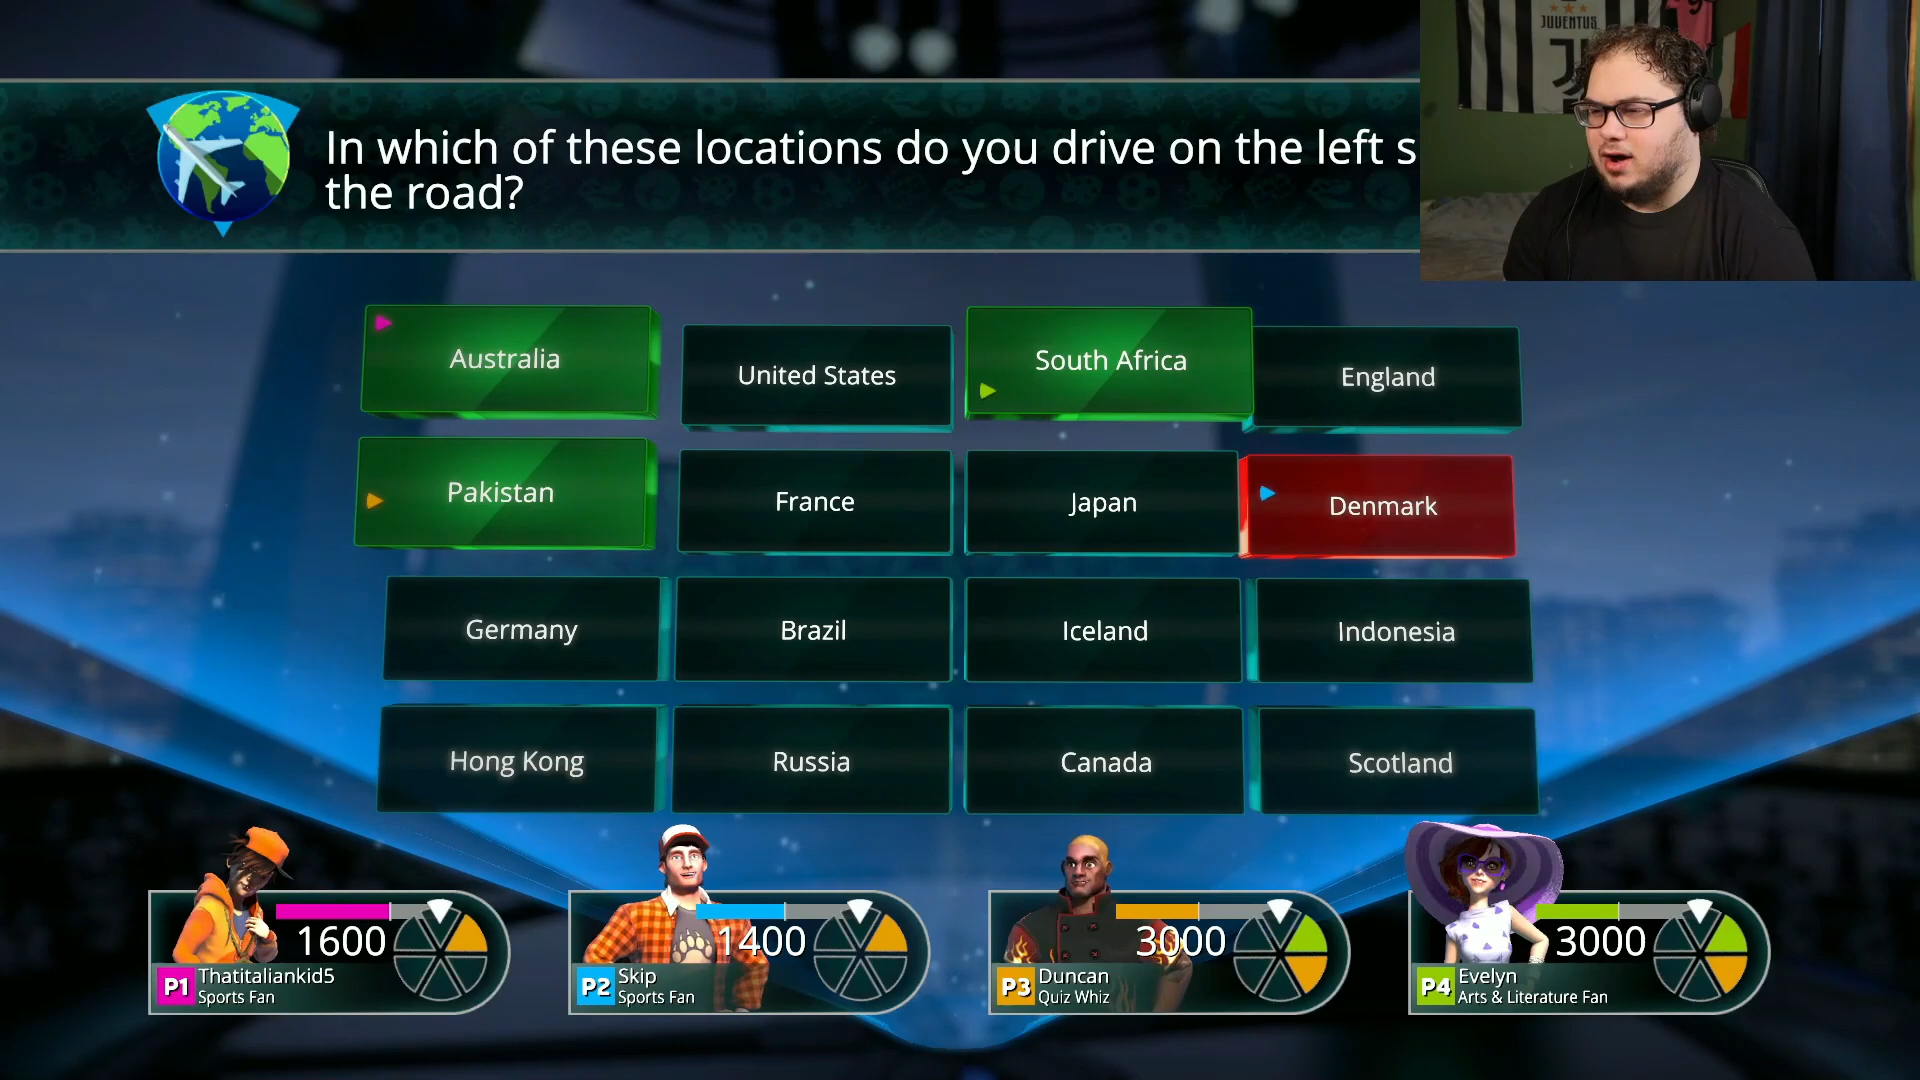 JUVENTUS
In which of these locations do you drive on the left s
the road?
Australia
United States
South Africa
England
Pakistan
France
Japan
Denmark
Germany
Brazil
Iceland
Indonesia
Hong Kong
Russia
Canada
Scotland
1600
P1 Thatitaliankid5
Sports Fan
1400
P2 Skip
Sports Fan
3000
P3 Duncan
Quiz Whiz
3000
P4 Evelyn
Arts & Literature Fan